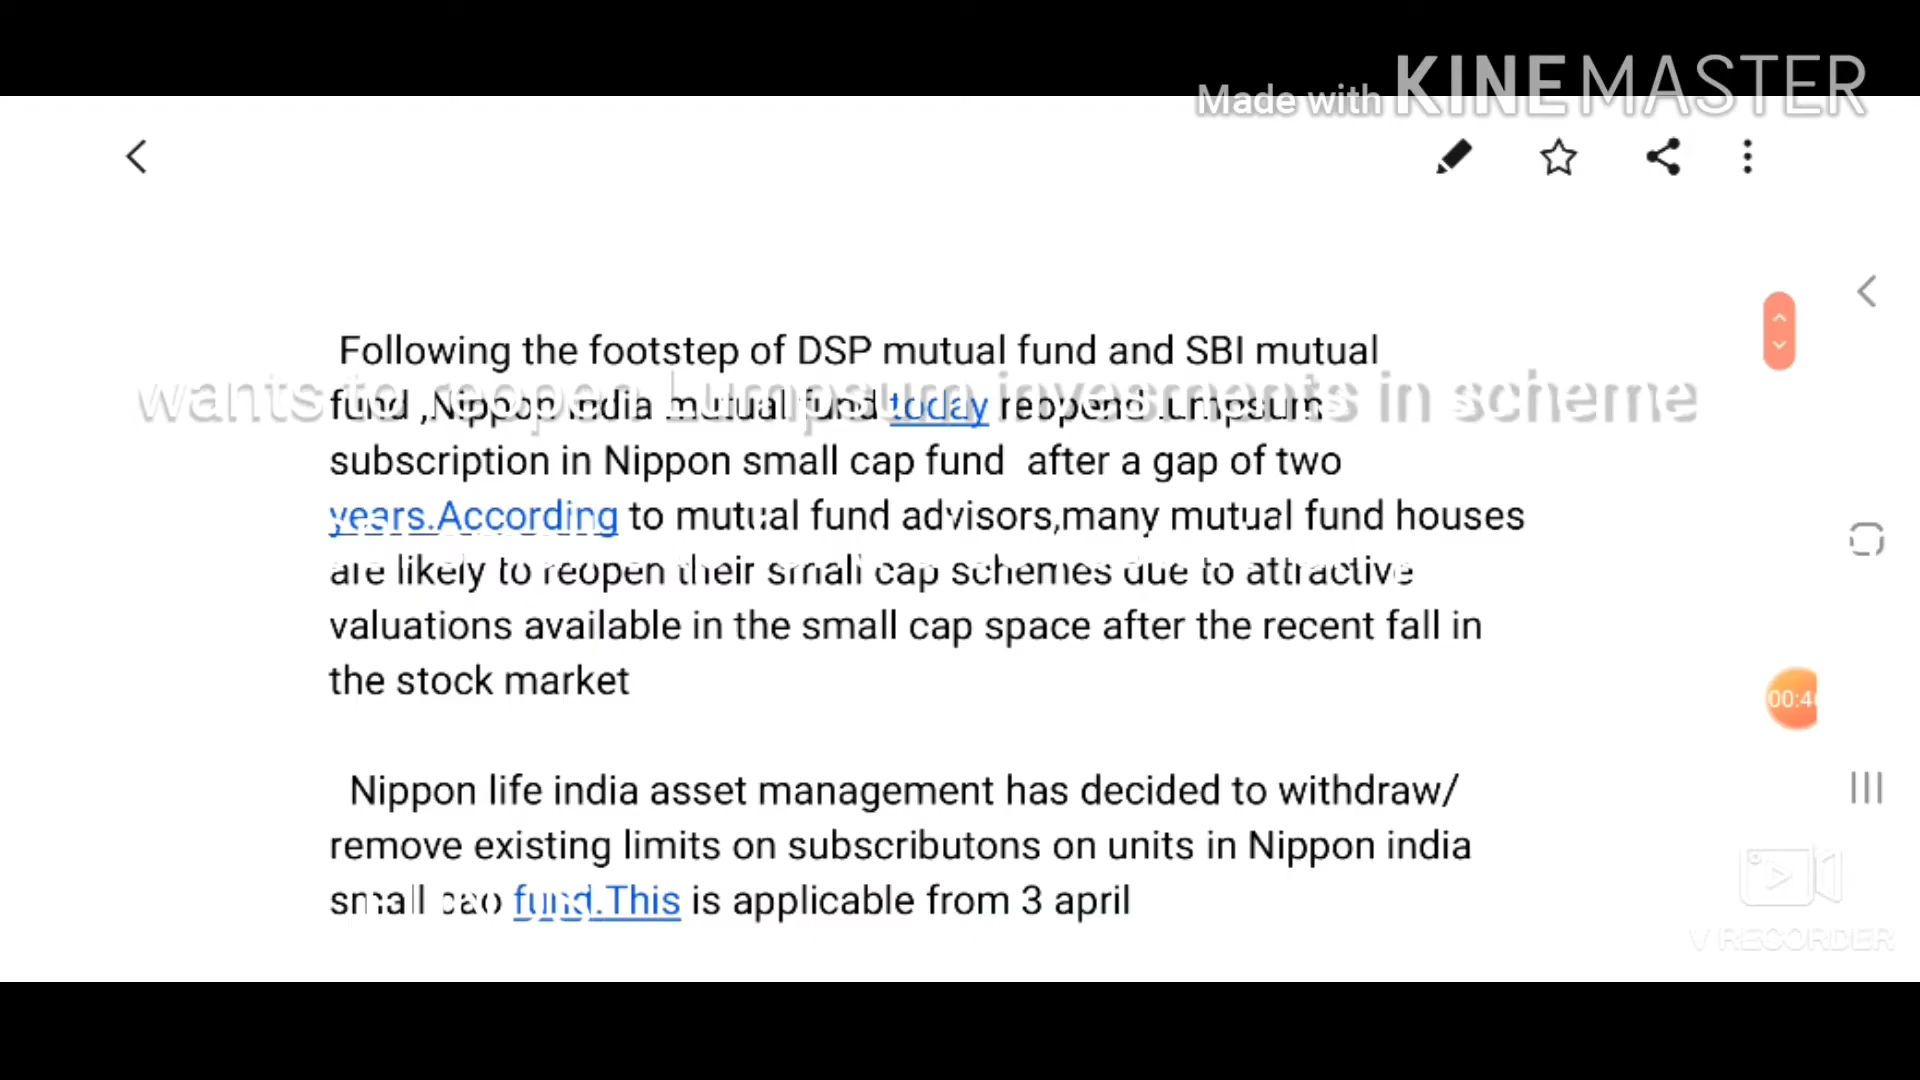 Made with KINEMASTER
Following the footstep of DSP mutual fund and SBI mutual
wants to reopen Lumpsum invesments in scheme
fund ,Nippon india mutual fund today reopend lumpsum
subscription in Nippon small cap fund after a gap of two
years.According to mutual fund advisors,many mutual fund houses
are likely to reopen their small cap schemes due to attractive
valuations available in the small cap space after the recent fall in
the stock market
00:4
Nippon life india asset management has decided to withdraw/
remove existing limits on subscributons on units in Nippon india
small cap fund.This is applicable from 3 april
V RECORDER